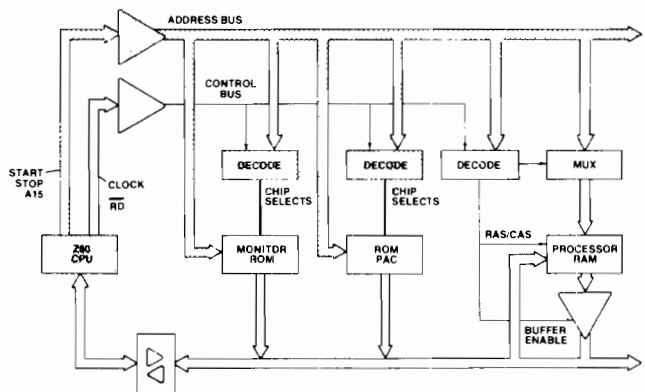 ADDRESS BUS
CONTROL
BUS
START
STOP
A15
CLOCK
RD
DECODE
DECODE
DECODE
MUX
CHIP
SELECTS
CHIP
SELECTS
RAS/CAS
Z80
CPU
MONITOR
ROM
ROM
PAC
PROCESSOR
RAM
BUFFER
ENABLE